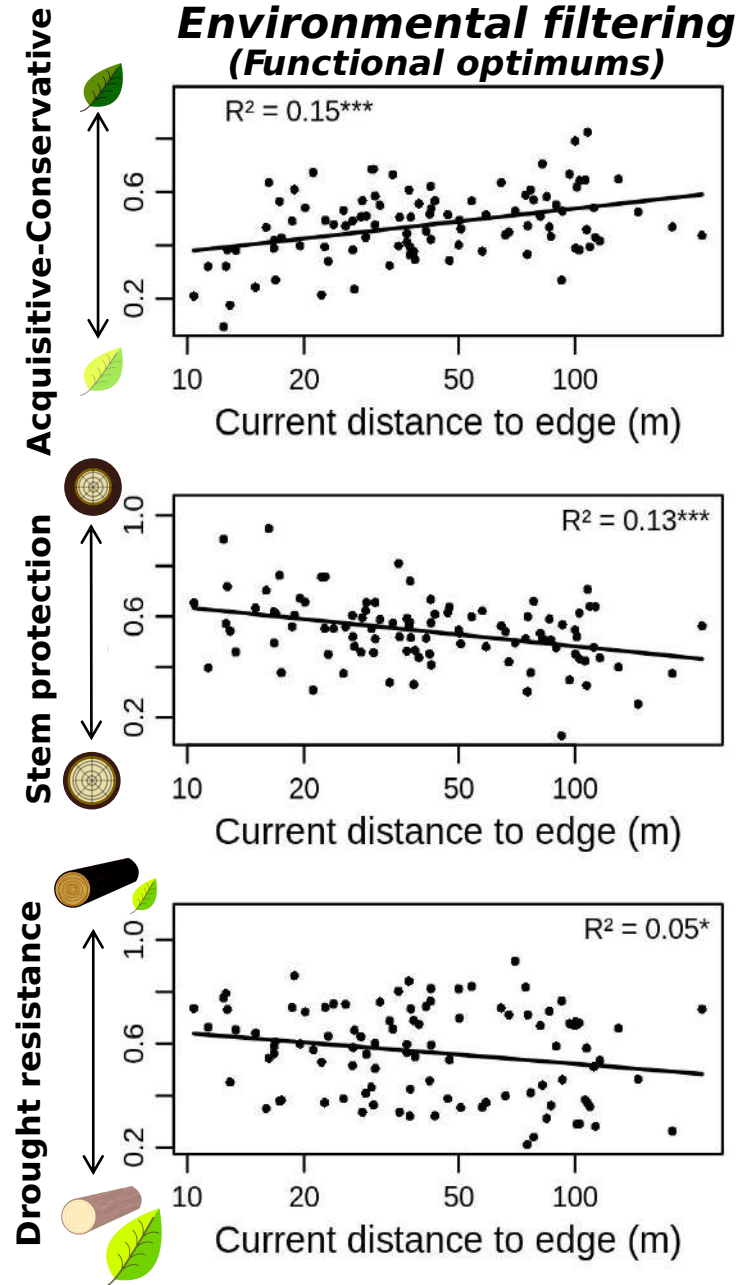 Environmental filtering
(Functional optimums)
Acquisitive-Conservative
R² = 0.15***
0.6
0.2
10 20 50 100
Current distance to edge (m)
Stem protection
R² = 0.13***
1.0
0.6
0.2
10 20 50 100
Current distance to edge (m)
Drought resistance
R² = 0.05*
1.0
0.6
0.2
10 20 50 100
Current distance to edge (m)